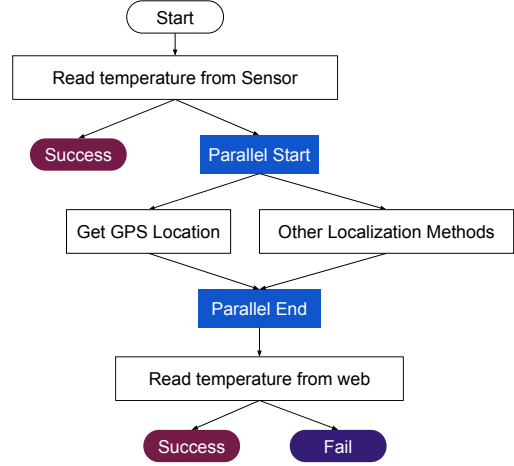 Start
Read temperature from Sensor
Success
Parallel Start
Get GPS Location
Other Localization Methods
Parallel End
Read temperature from web
Success
Fail